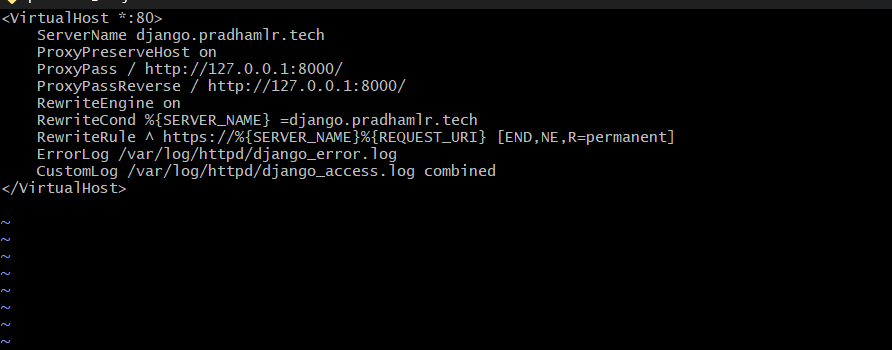 <VirtualHost *:80>
    ServerName django.pradhamlr.tech
    ProxyPreserveHost on
    ProxyPass / http://127.0.0.1:8000/
    ProxyPassReverse / http://127.0.0.1:8000/
    RewriteEngine on
    RewriteCond %{SERVER_NAME} =django.pradhamlr.tech
    RewriteRule ^ https://%{SERVER_NAME}%{REQUEST_URI} [END,NE,R=permanent]
    ErrorLog /var/log/httpd/django_error.log
    CustomLog /var/log/httpd/django_access.log combined
</VirtualHost>
~
~
~
~
~
~
~
~